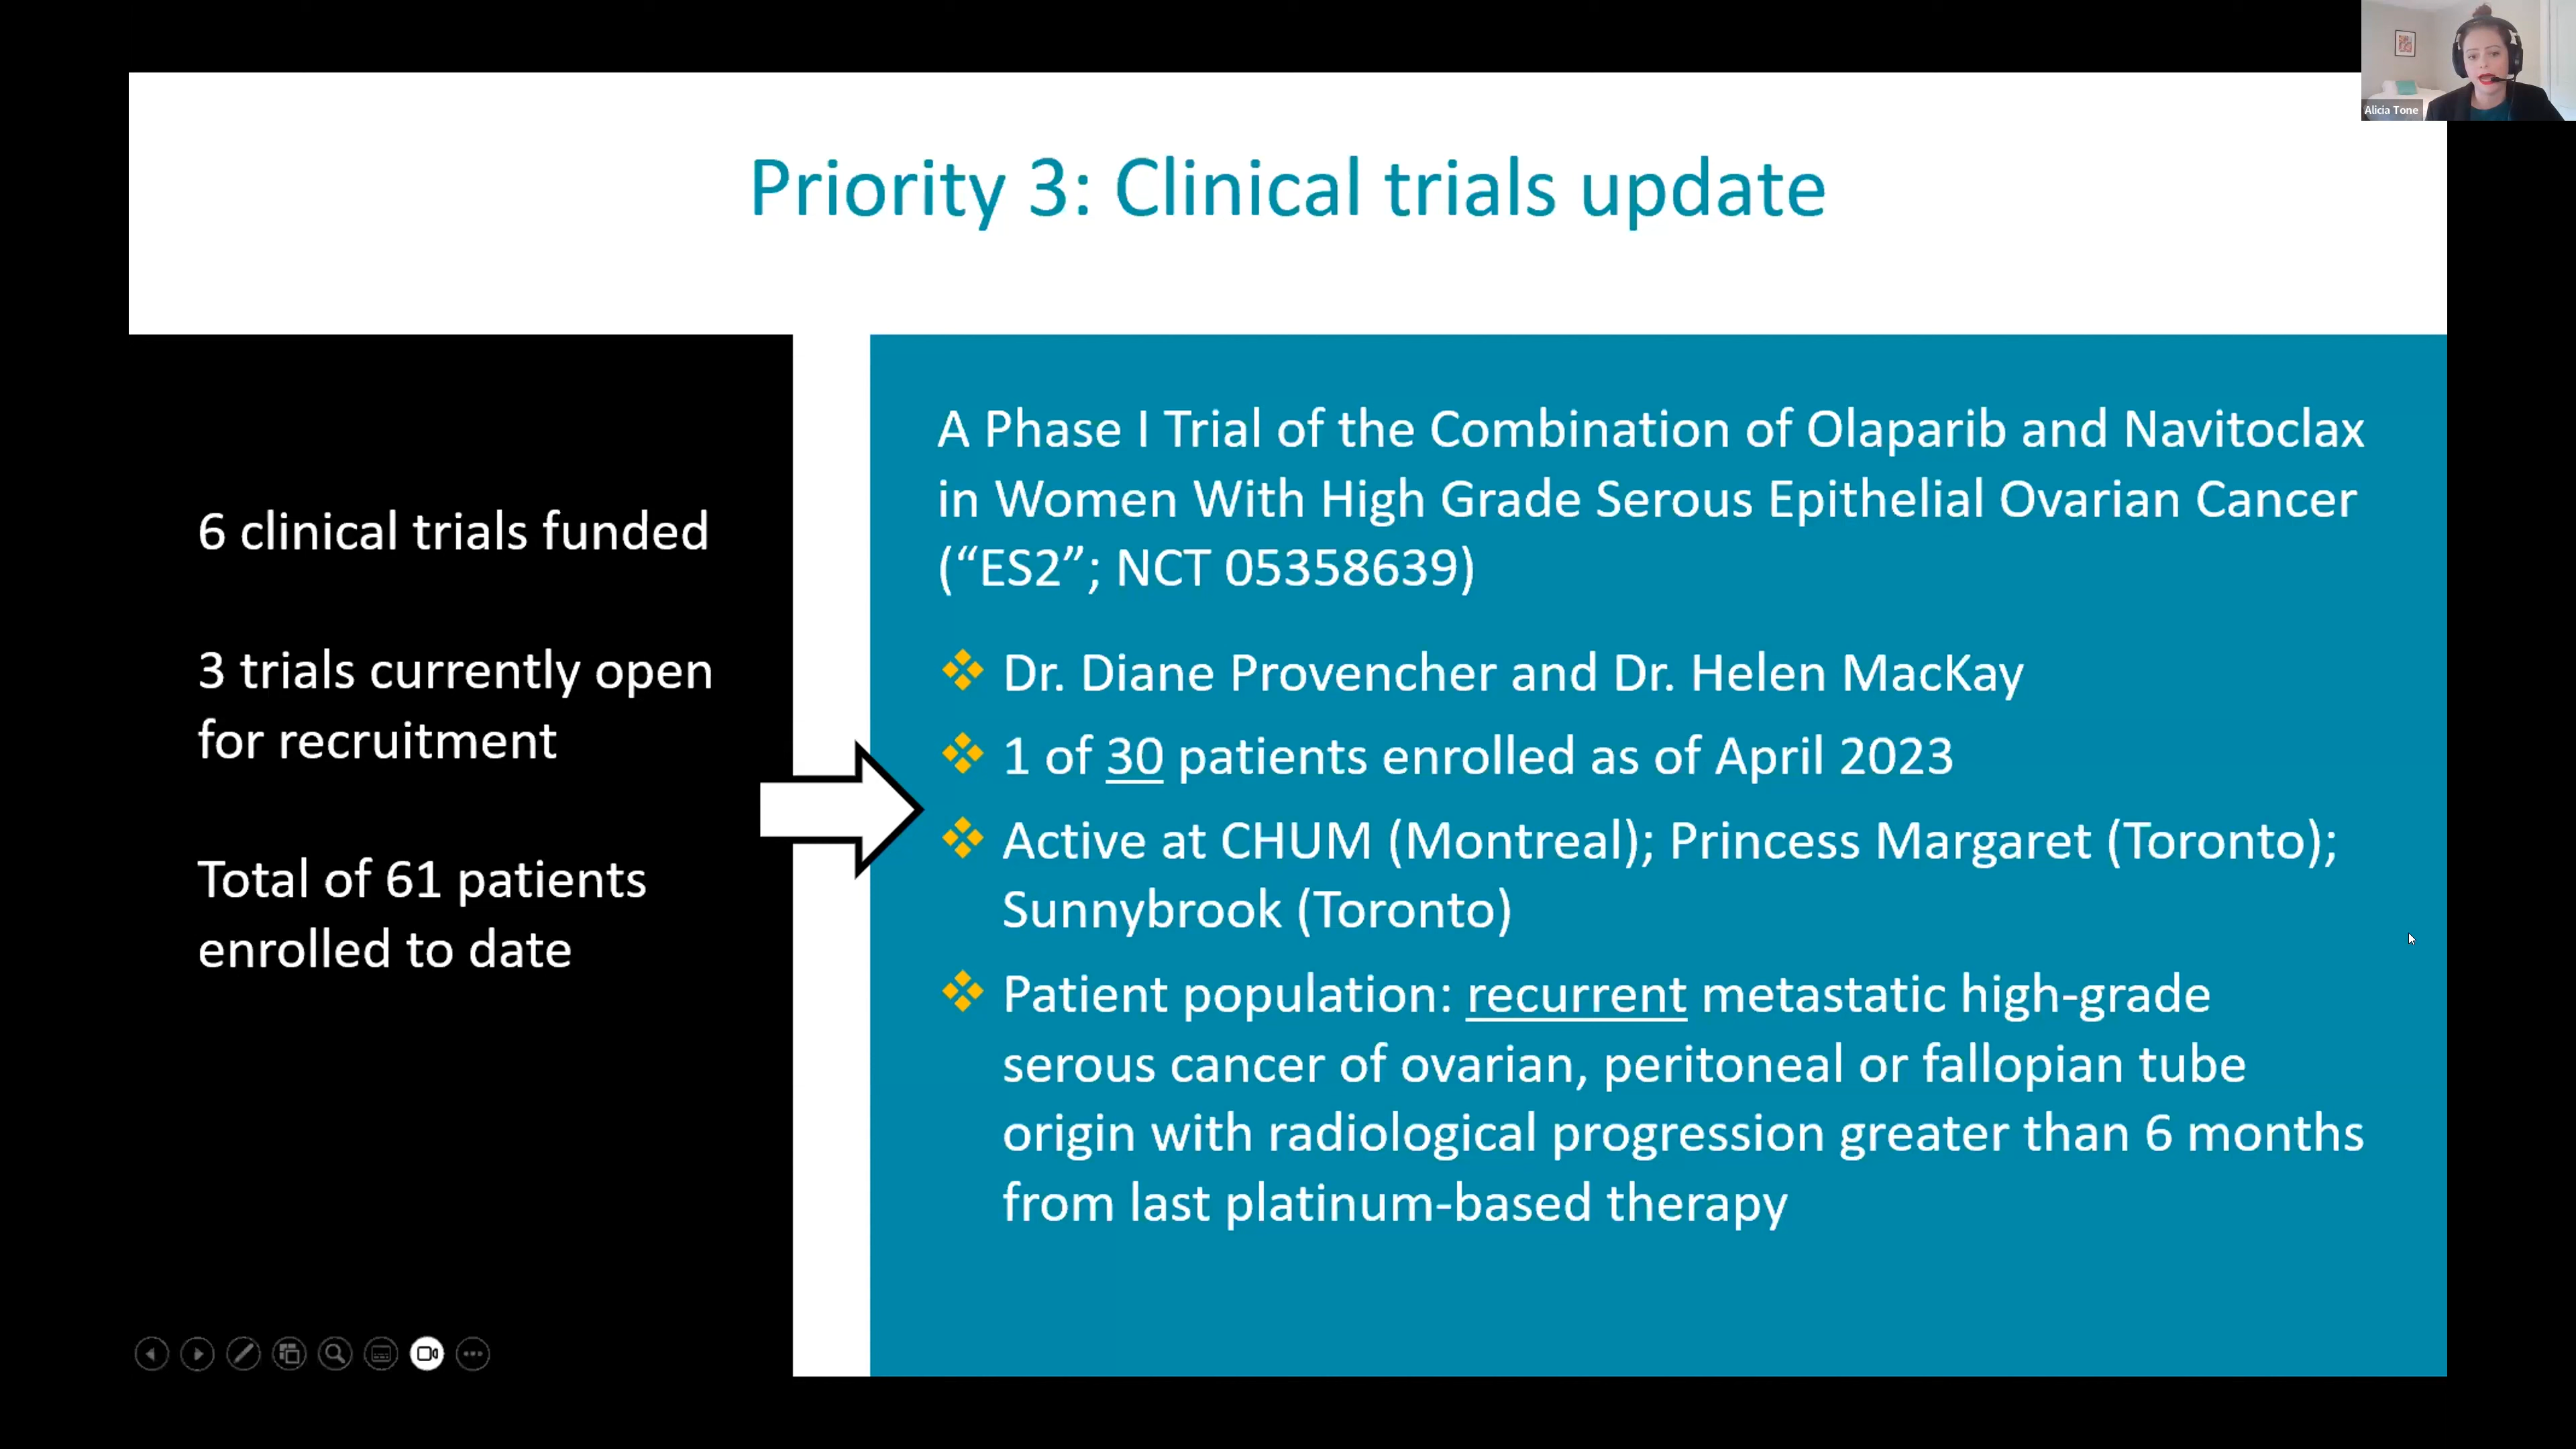 Alicia Tone
Priority 3: Clinical trials update
6 clinical trials funded
3 trials currently open
for recruitment
Total of 61 patients
enrolled to date
A Phase I Trial of the Combination of Olaparib and Navitoclax
in Women With High Grade Serous Epithelial Ovarian Cancer
(“ES2”; NCT 05358639)
Dr. Diane Provencher and Dr. Helen MacKay
1 of 30 patients enrolled as of April 2023
Active at CHUM (Montreal); Princess Margaret (Toronto);
Sunnybrook (Toronto)
Patient population: recurrent metastatic high-grade
serous cancer of ovarian, peritoneal or fallopian tube
origin with radiological progression greater than 6 months
from last platinum-based therapy